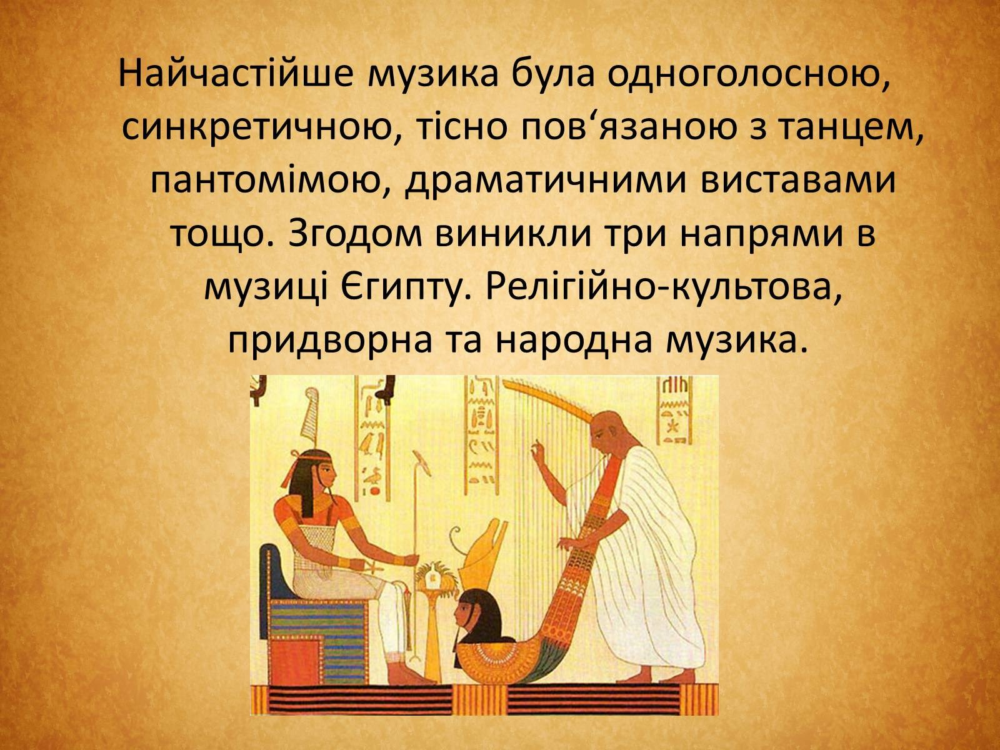 Найчастійше музика була одноголосною,
синкретичною, тісно пов‘язаною з танцем,
пантомімою, драматичними виставами
тощо. Згодом виникли три напрями в
музиці Єгипту. Релігійно-культова,
придворна та народна музика.